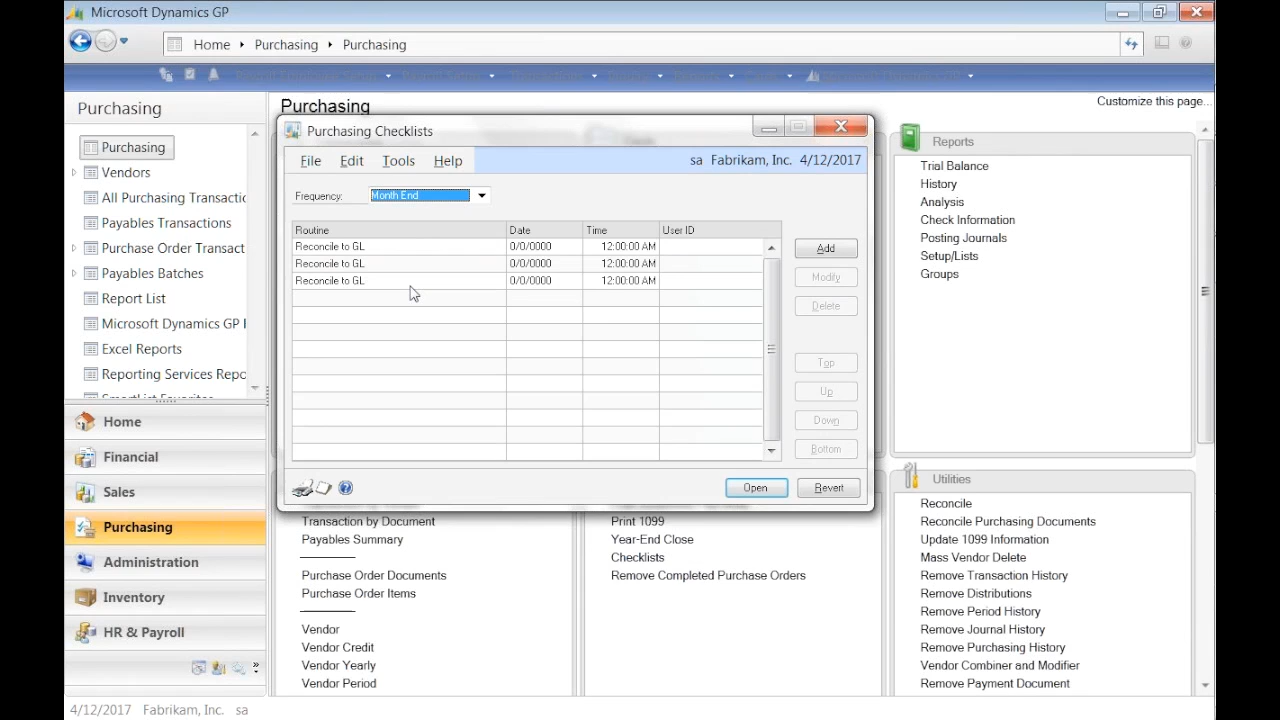 Microsoft Dynamics GP
Home Purchasing Purchasing
Purchasing
Purchasing
Customize this page...
Purchasing
Vendors
All Purchasing Transactic
Payables Transactions
Purchase Order Transact
Payables Batches
Report List
Microsoft Dynamics GP
Excel Reports
Reporting Services Repo
Home
Financial
Sales
Purchasing
Administration
Inventory
HR & Payroll
Purchasing Checklists
File Edit Tools Help
sa Fabrikam, Inc. 4/12/2017
Frequency: Month End
Routine Date Time User ID
Reconcile to GL 0/0/0000 12:00:00 AM
Reconcile to GL 0/0/0000 12:00:00 AM
Reconcile to GL 0/0/0000 12:00:00 AM
Add
Modify
Delete
Top
Up
Down
Bottom
Open Revert
Transaction by Document
Payables Summary
Purchase Order Documents
Purchase Order Items
Vendor
Vendor Credit
Vendor Yearly
Vendor Period
Print 1099
Year-End Close
Checklists
Remove Completed Purchase Orders
Reports
Trial Balance
History
Analysis
Check Information
Posting Journals
Setup/Lists
Groups
Utilities
Reconcile
Reconcile Purchasing Documents
Update 1099 Information
Mass Vendor Delete
Remove Transaction History
Remove Distributions
Remove Period History
Remove Journal History
Remove Purchasing History
Vendor Combiner and Modifier
Remove Payment Document
4/12/2017 Fabrikam, Inc. sa